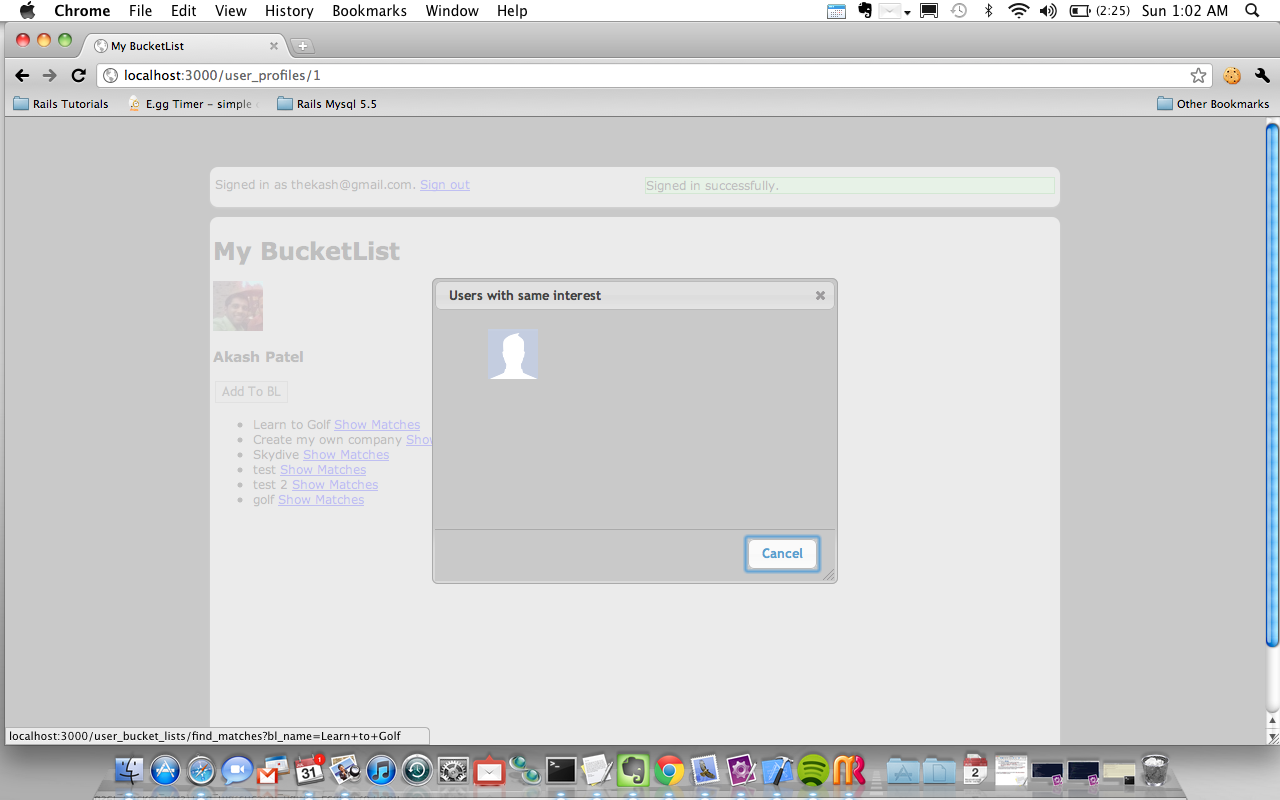 Chrome File Edit View History Bookmarks Window Help (2:25) Sun 1:02 AM
My BucketList
localhost:3000/user_profiles/1
Rails Tutorials E.gg Timer - simple Rails Mysql 5.5 Other Bookmarks
Signed in as thekash@gmail.com. Sign out Signed in successfully.
My BucketList
Akash Patel
Add To BL
Learn to Golf Show Matches
Create my own company Show
Skydive Show Matches
test Show Matches
test 2 Show Matches
golf Show Matches
Users with same interest
Cancel
localhost:3000/user_bucket_lists/find_matches?bl_name=Learn+to+Golf
31
1
2